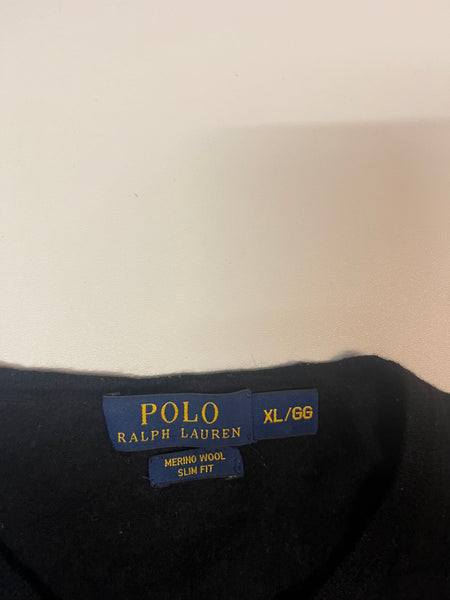 POLO
RALPH LAUREN
XL/GG
MERINO WOOL
SLIM FIT